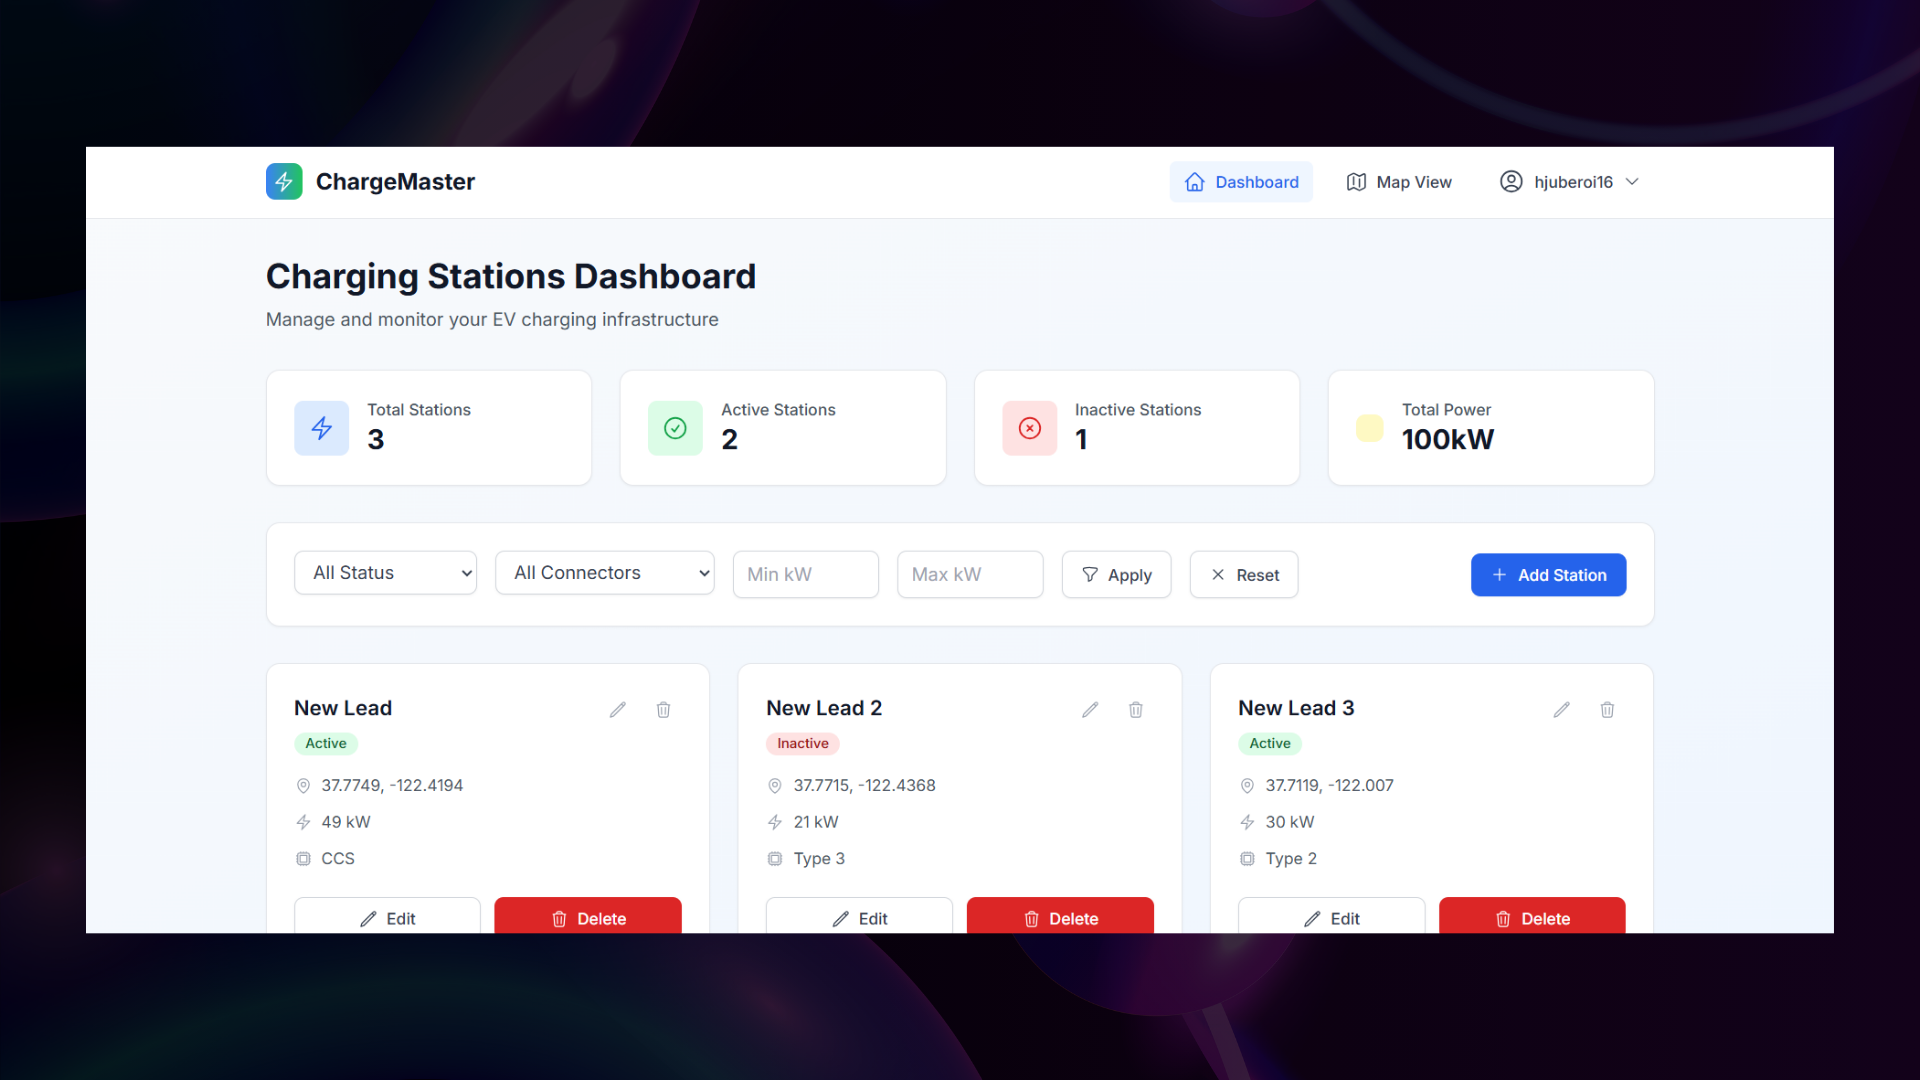 ChargeMaster
Dashboard
Map View
hjuberoi16
Charging Stations Dashboard
Manage and monitor your EV charging infrastructure
Total Stations
3
Active Stations
2
Inactive Stations
1
Total Power
100kW
All Status
All Connectors
Min kW
Max kW
Apply
Reset
Add Station
New Lead
Active
37.7749, -122.4194
49 kW
CCS
Edit
Delete
New Lead 2
Inactive
37.7715, -122.4368
21 kW
Type 3
Edit
Delete
New Lead 3
Active
37.7119, -122.007
30 kW
Type 2
Edit
Delete